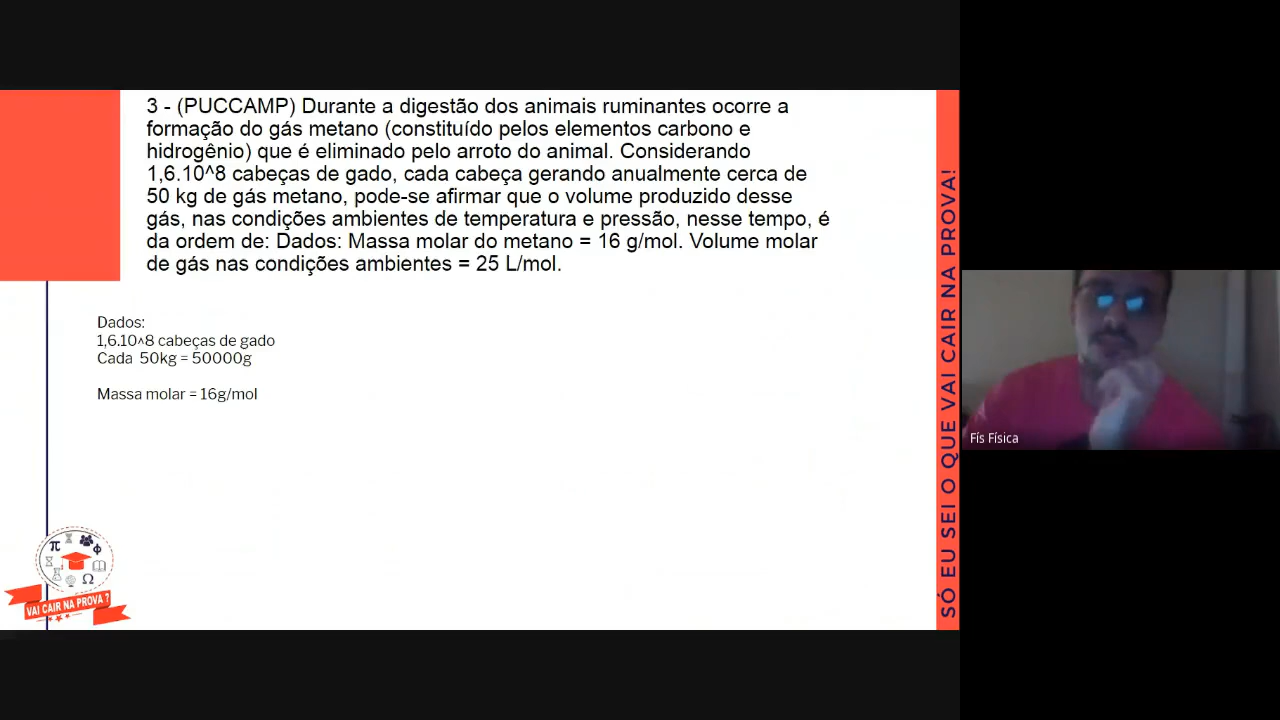 3 - (PUCCAMP) Durante a digestão dos animais ruminantes ocorre a
formação do gás metano (constituído pelos elementos carbono e
hidrogênio) que é eliminado pelo arroto do animal. Considerando
1,6.10^8 cabeças de gado, cada cabeça gerando anualmente cerca de
50 kg de gás metano, pode-se afirmar que o volume produzido desse
gás, nas condições ambientes de temperatura e pressão, nesse tempo, é
da ordem de: Dados: Massa molar do metano = 16 g/mol. Volume molar
de gás nas condições ambientes = 25 L/mol.
Dados:
1,6.10^8 cabeças de gado
Cada  50kg = 50000g
Massa molar = 16g/mol
π
Φ
Ω
VAI CAIR NA PROVA ?
SÓ EU SEI O QUE VAI CAIR NA PROVA!
Fís Física